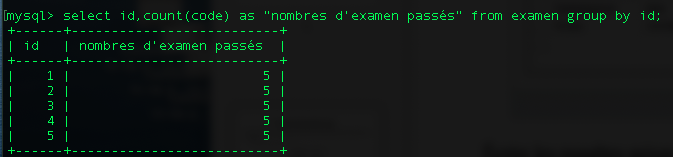 [mysql> select id,count(code) as "nombres d'examen passés" from examen group by id;
+------+-------------------------+
| id   | nombres d'examen passés |
+------+-------------------------+
|    1 |                       5 |
|    2 |                       5 |
|    3 |                       5 |
|    4 |                       5 |
|    5 |                       5 |
+------+-------------------------+